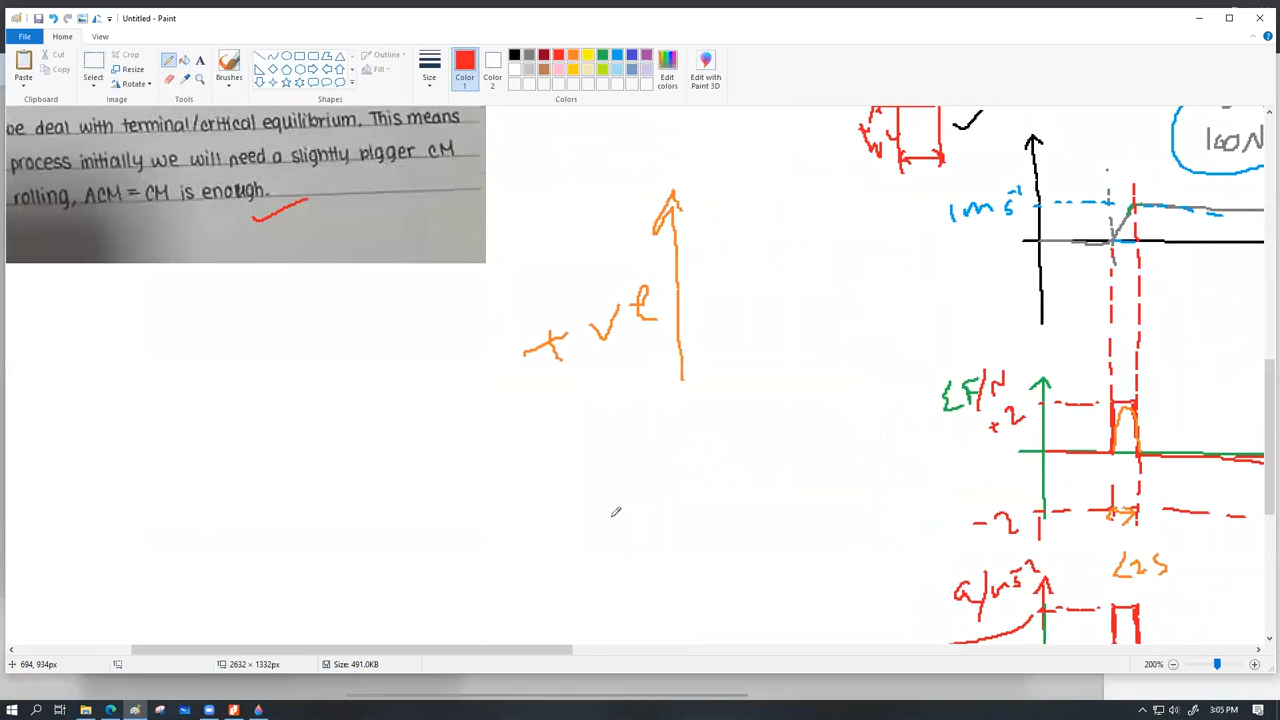 Untitled - Paint
File
Home
View
Paste
Cut
Copy
Clipboard
Select
Crop
Resize
Rotate
Image
Tools
Brushes
Shapes
Outline
Fill
Size
Color 1
Color 2
Edit colors
Colors
Edit with Paint 3D
be deal with terminal/critical equilibrium. This means
process initially we will need a slightly bigger CM
rolling, ACM = CM is enough.
+ve
160N
1ms⁻¹
ΣF/N
+2
-2
<2s
a/ms⁻²
694, 934px
2632 × 1332px
Size: 491.0KB
200%
3:05 PM